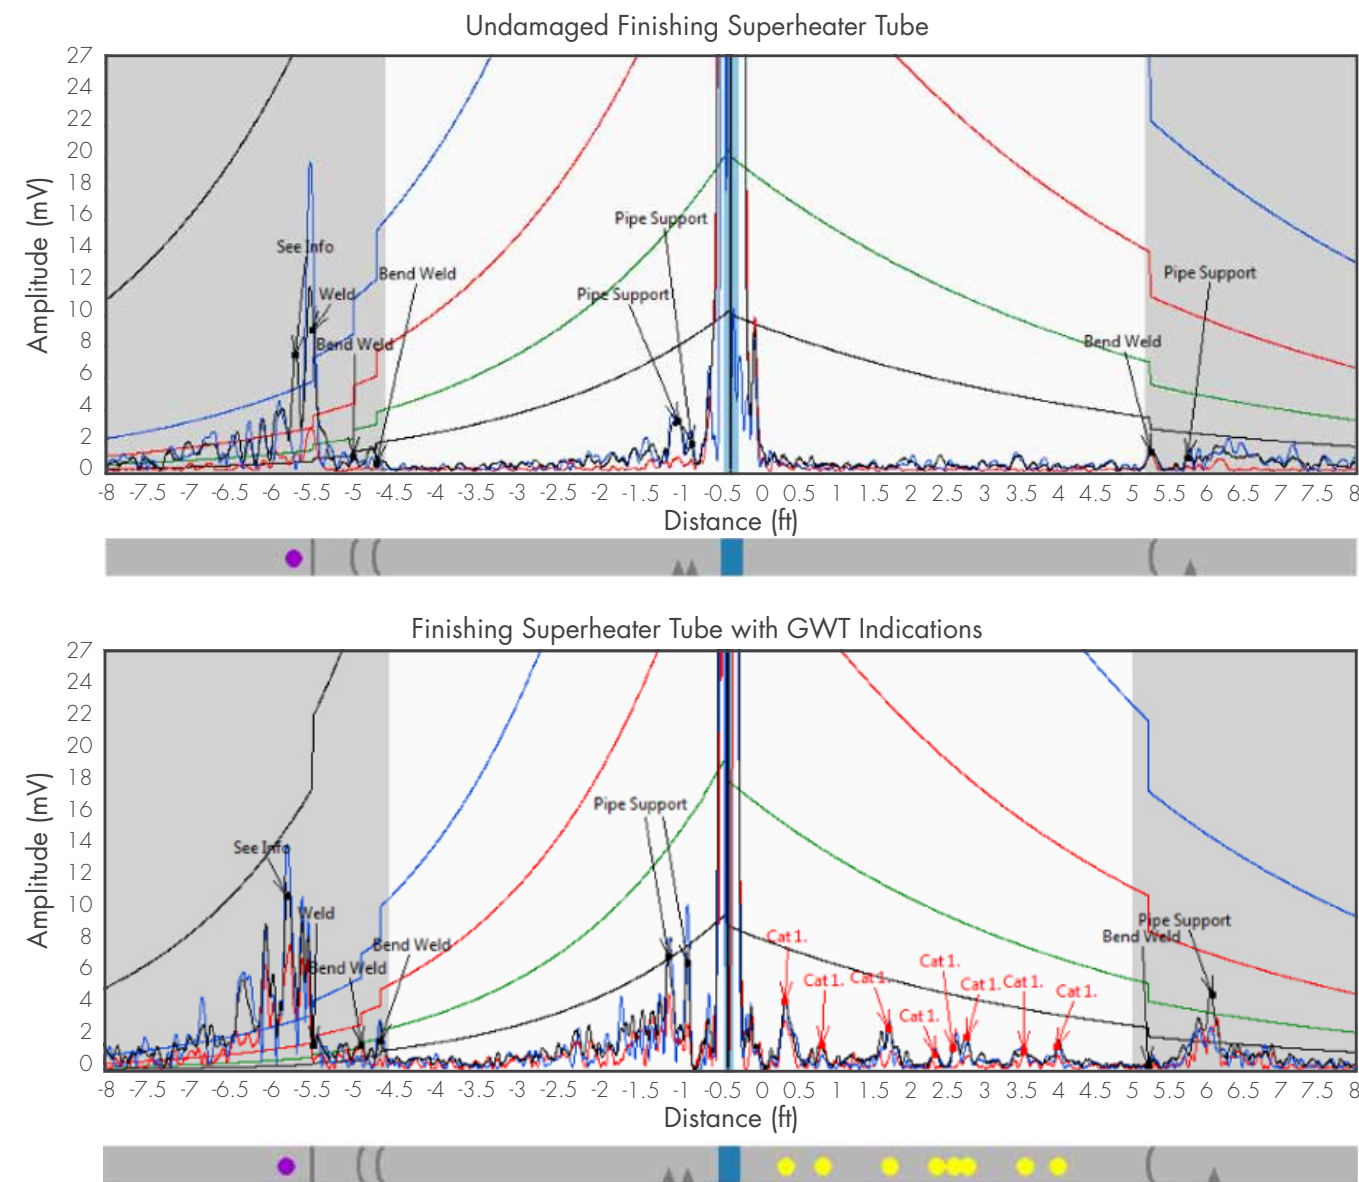 Undamaged Finishing Superheater Tube
27
24
22
20
18
16
14
12
10
8
6
4
2
0
Amplitude (mV)
Pipe Support
See Info
Bend Weld
Pipe Support
Weld
Pipe Support
Bend Weld
Bend Weld
-8 -7.5 -7 -6.5 -6 -5.5 -5 -4.5 -4 -3.5 -3 -2.5 -2 -1.5 -1 -0.5 0 0.5 1 1.5 2 2.5 3 3.5 4 4.5 5 5.5 6 6.5 7 7.5 8
Distance (ft)
Finishing Superheater Tube with GWT Indications
27
24
22
20
18
16
14
12
10
8
6
4
2
0
Amplitude (mV)
Pipe Support
See Info
Weld
Pipe Support
Cat 1.
Bend Weld
Bend Weld
Cat 1.
Bend Weld
Cat 1.
Cat 1.
Cat 1.
Cat 1.
Cat 1.
Cat 1.
-8 -7.5 -7 -6.5 -6 -5.5 -5 -4.5 -4 -3.5 -3 -2.5 -2 -1.5 -1 -0.5 0 0.5 1 1.5 2 2.5 3 3.5 4 4.5 5 5.5 6 6.5 7 7.5 8
Distance (ft)